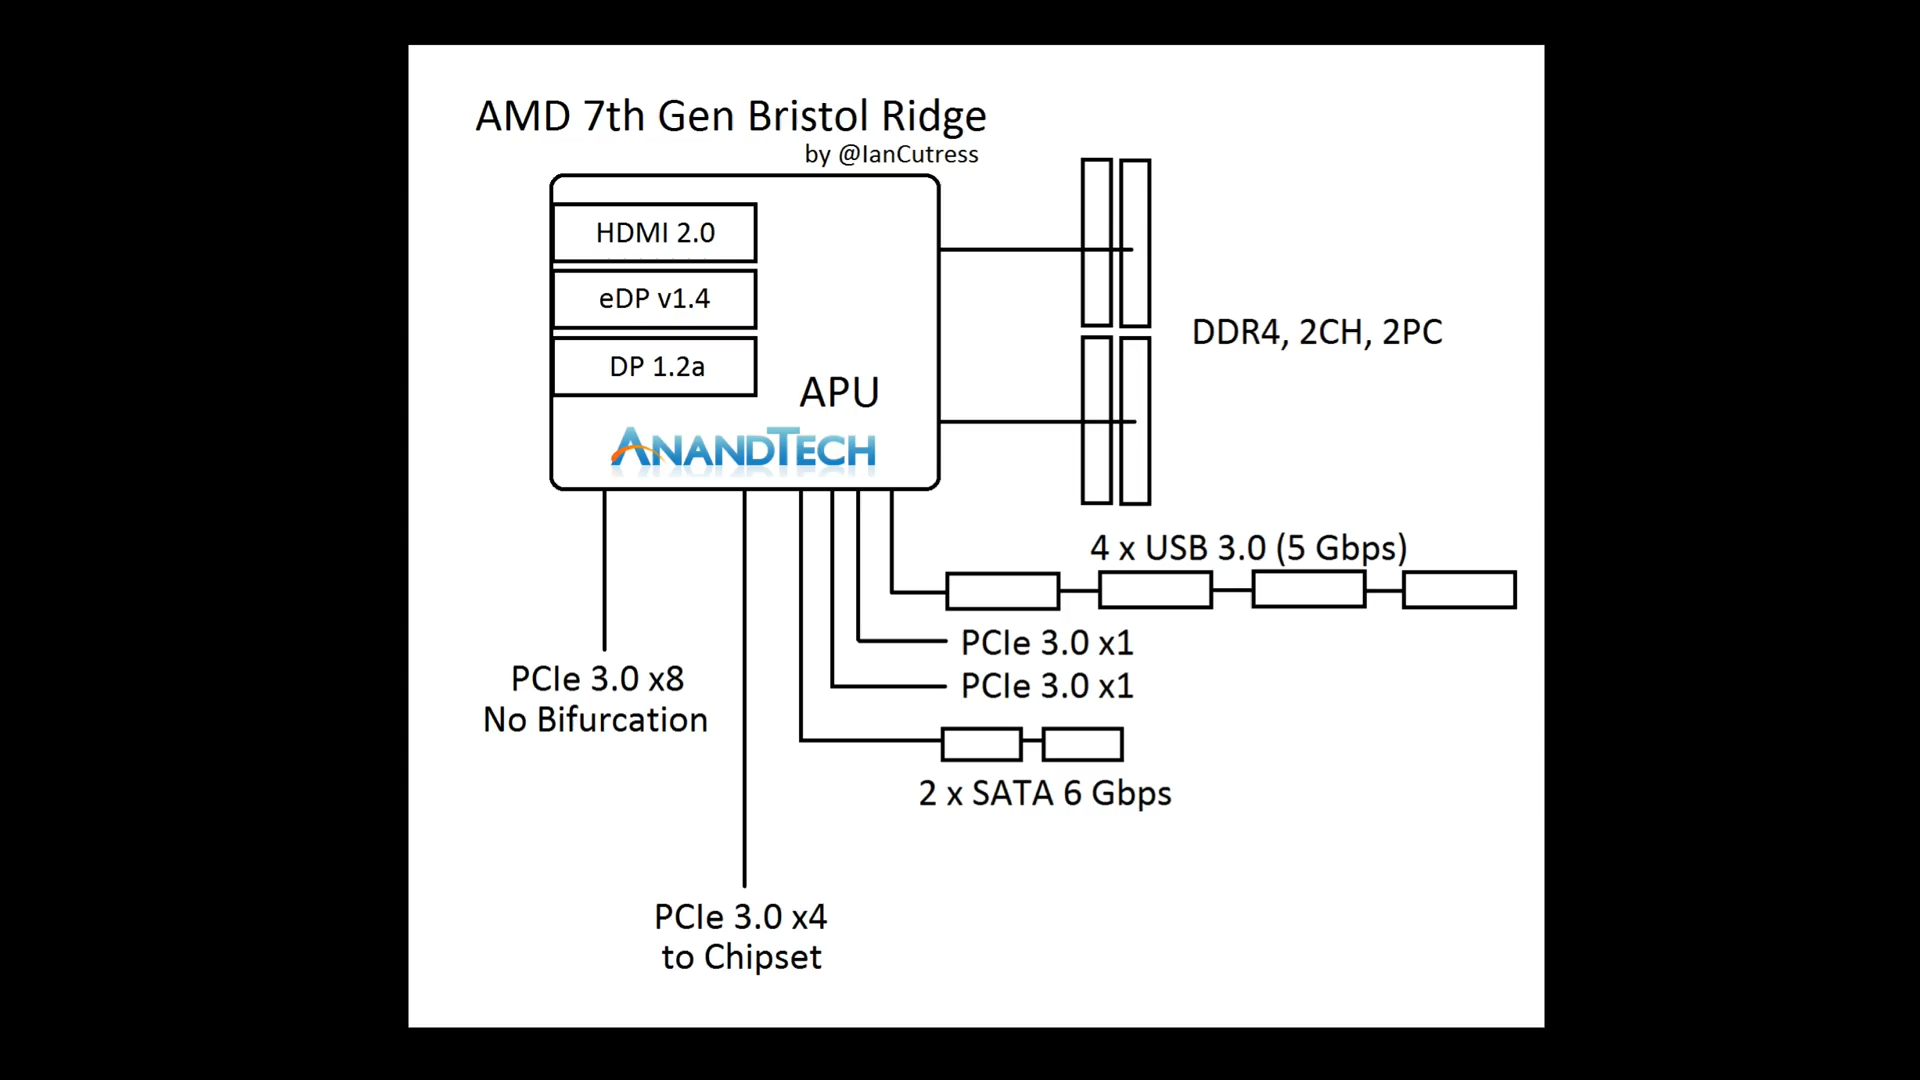 AMD 7th Gen Bristol Ridge
by @IanCutress
HDMI 2.0
eDP v1.4
DP 1.2a
APU
ANANDTECH
DDR4, 2CH, 2PC
4 x USB 3.0 (5 Gbps)
PCIe 3.0 x1
PCIe 3.0 x1
PCIe 3.0 x8
No Bifurcation
2 x SATA 6 Gbps
PCIe 3.0 x4
to Chipset